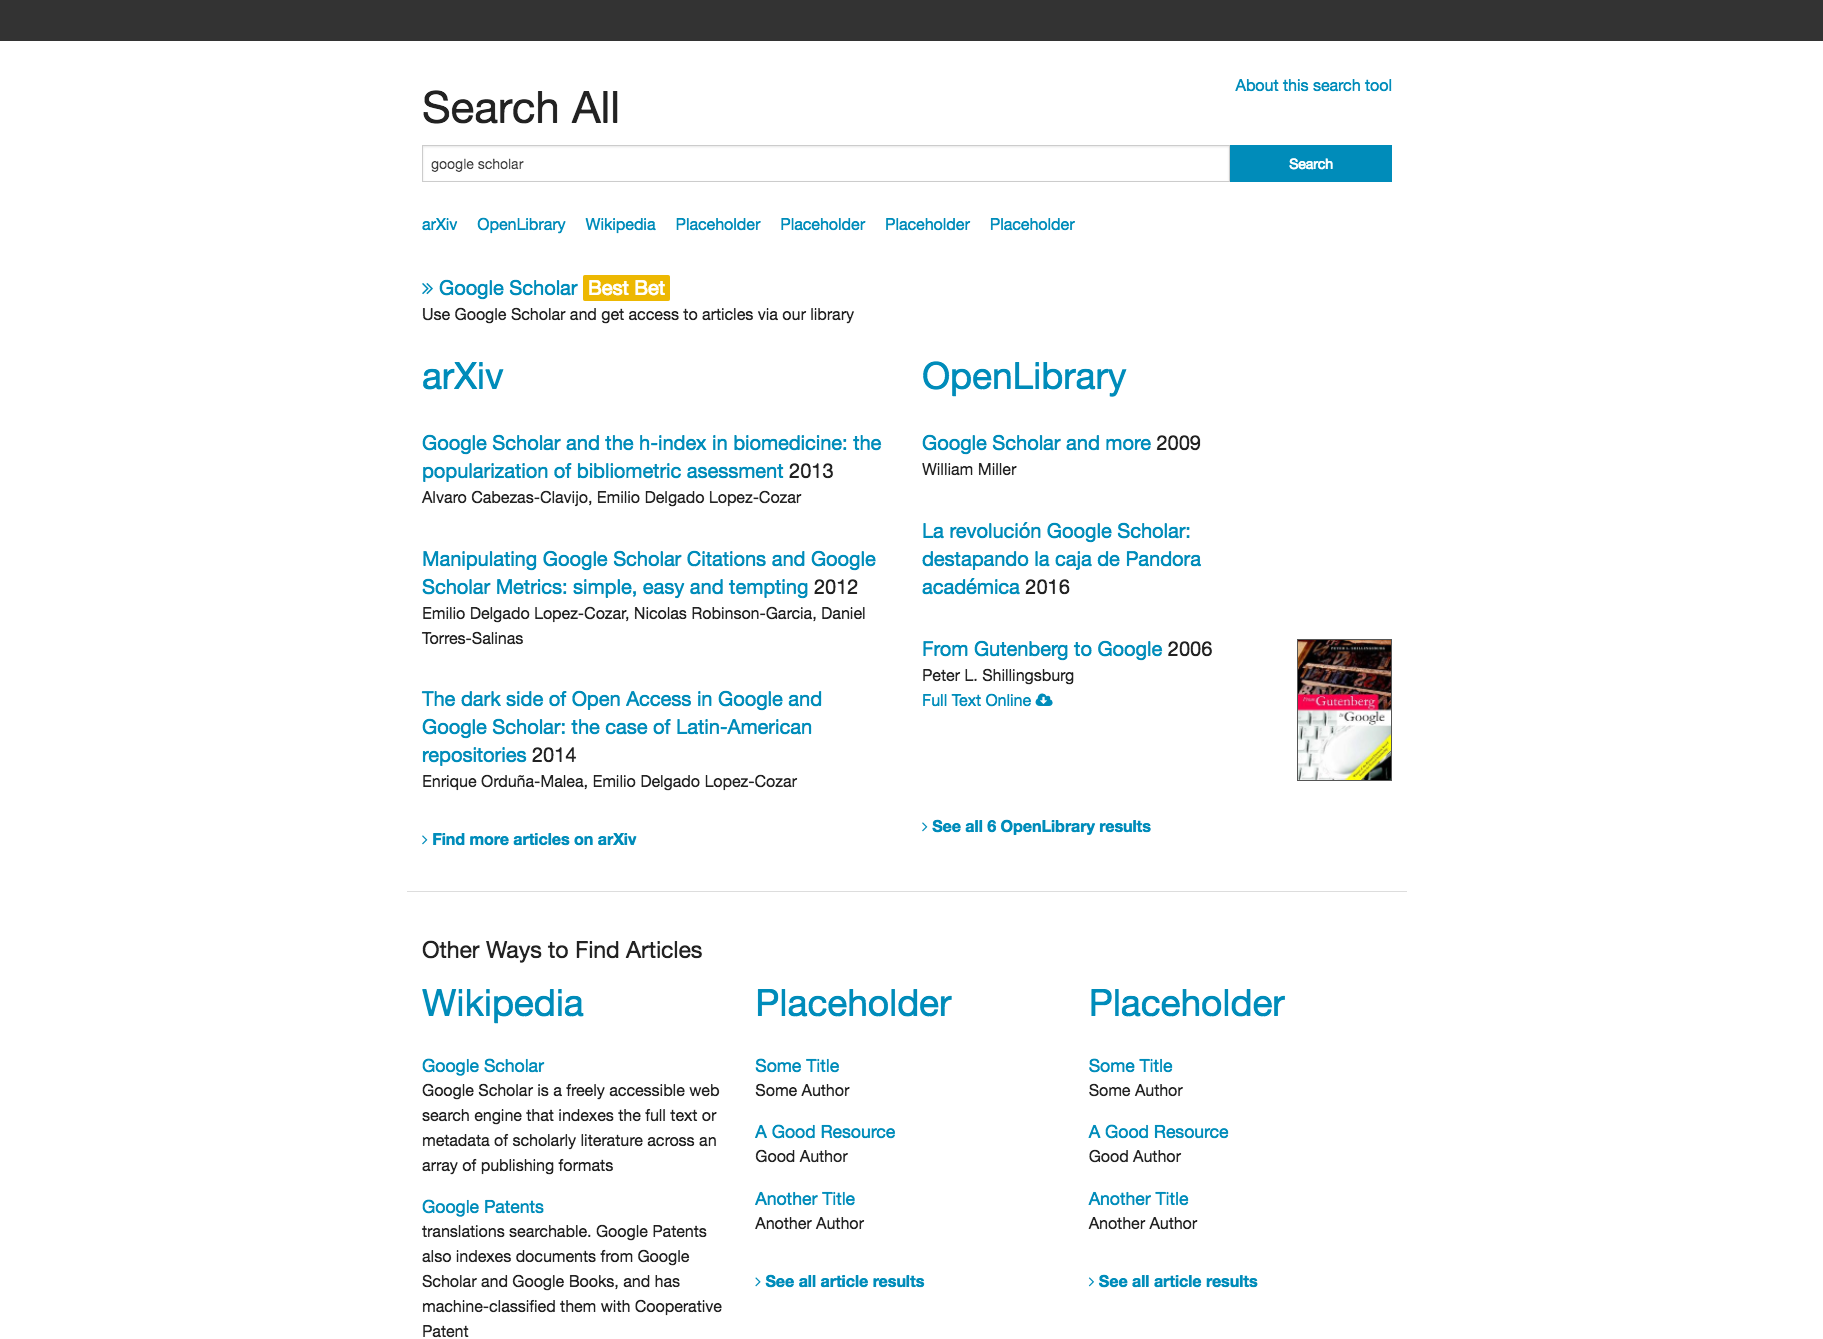 About this search tool
Search All
google scholar
Search
arXiv OpenLibrary Wikipedia Placeholder Placeholder Placeholder Placeholder
» Google Scholar Best Bet
Use Google Scholar and get access to articles via our library
arXiv
Google Scholar and the h-index in biomedicine: the
popularization of bibliometric asessment 2013
Alvaro Cabezas-Clavijo, Emilio Delgado Lopez-Cozar
Manipulating Google Scholar Citations and Google
Scholar Metrics: simple, easy and tempting 2012
Emilio Delgado Lopez-Cozar, Nicolas Robinson-Garcia, Daniel
Torres-Salinas
The dark side of Open Access in Google and
Google Scholar: the case of Latin-American
repositories 2014
Enrique Orduña-Malea, Emilio Delgado Lopez-Cozar
> Find more articles on arXiv
OpenLibrary
Google Scholar and more 2009
William Miller
La revolución Google Scholar:
destapando la caja de Pandora
académica 2016
From Gutenberg to Google 2006
Peter L. Shillingsburg
Full Text Online
PETER L. SHILLINGSBURG
From Gutenberg
to Google
> See all 6 OpenLibrary results
Other Ways to Find Articles
Wikipedia
Google Scholar
Google Scholar is a freely accessible web
search engine that indexes the full text or
metadata of scholarly literature across an
array of publishing formats
Google Patents
translations searchable. Google Patents
also indexes documents from Google
Scholar and Google Books, and has
machine-classified them with Cooperative
Patent
Placeholder
Some Title
Some Author
A Good Resource
Good Author
Another Title
Another Author
> See all article results
Placeholder
Some Title
Some Author
A Good Resource
Good Author
Another Title
Another Author
> See all article results